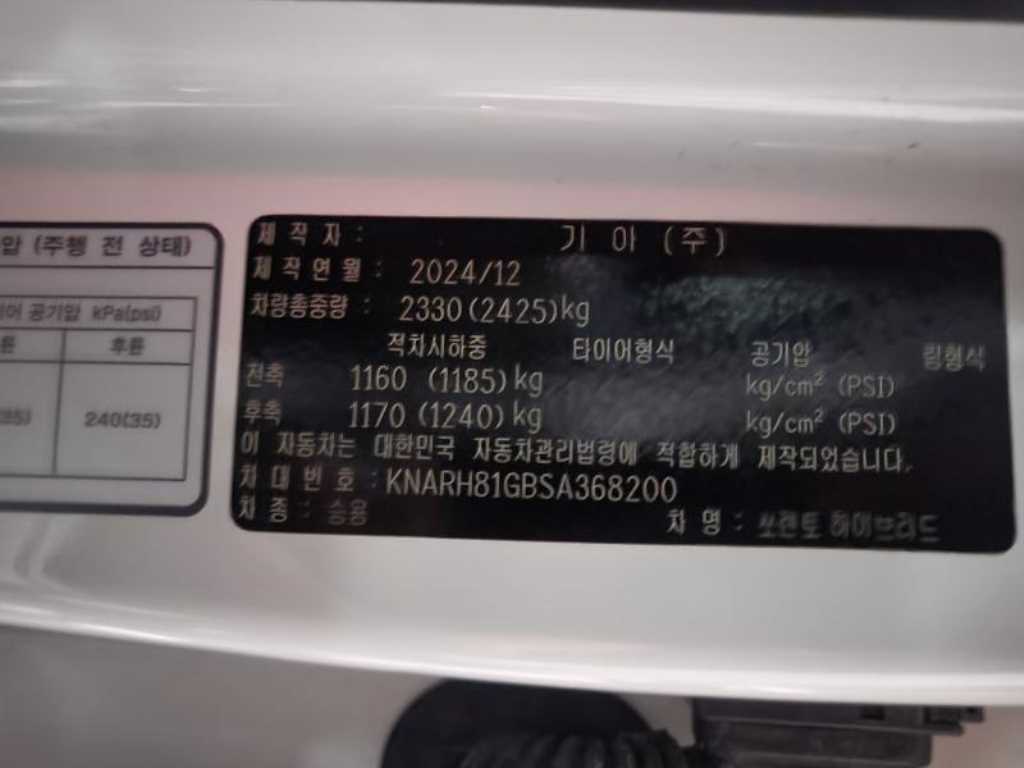 압 (주행 전 상태)
공기압 kPa(psi)
후륜
240(35)
제 작 자 : 기 아 (주)
제 작 연 월 : 2024/12
차량총중량 : 2330(2425)kg
적차시하중 타이어형식 공기압 림형식
전축 1160 (1185)kg kg/cm² (PSI)
후축 1170 (1240)kg kg/cm² (PSI)
이 자동차는 대한민국 자동차관리법령에 적합하게 제작되었습니다.
차 대 번 호 : KNARH81GBSA368200
차 종 : 승용 차 명 : 쏘렌토 하이브리드